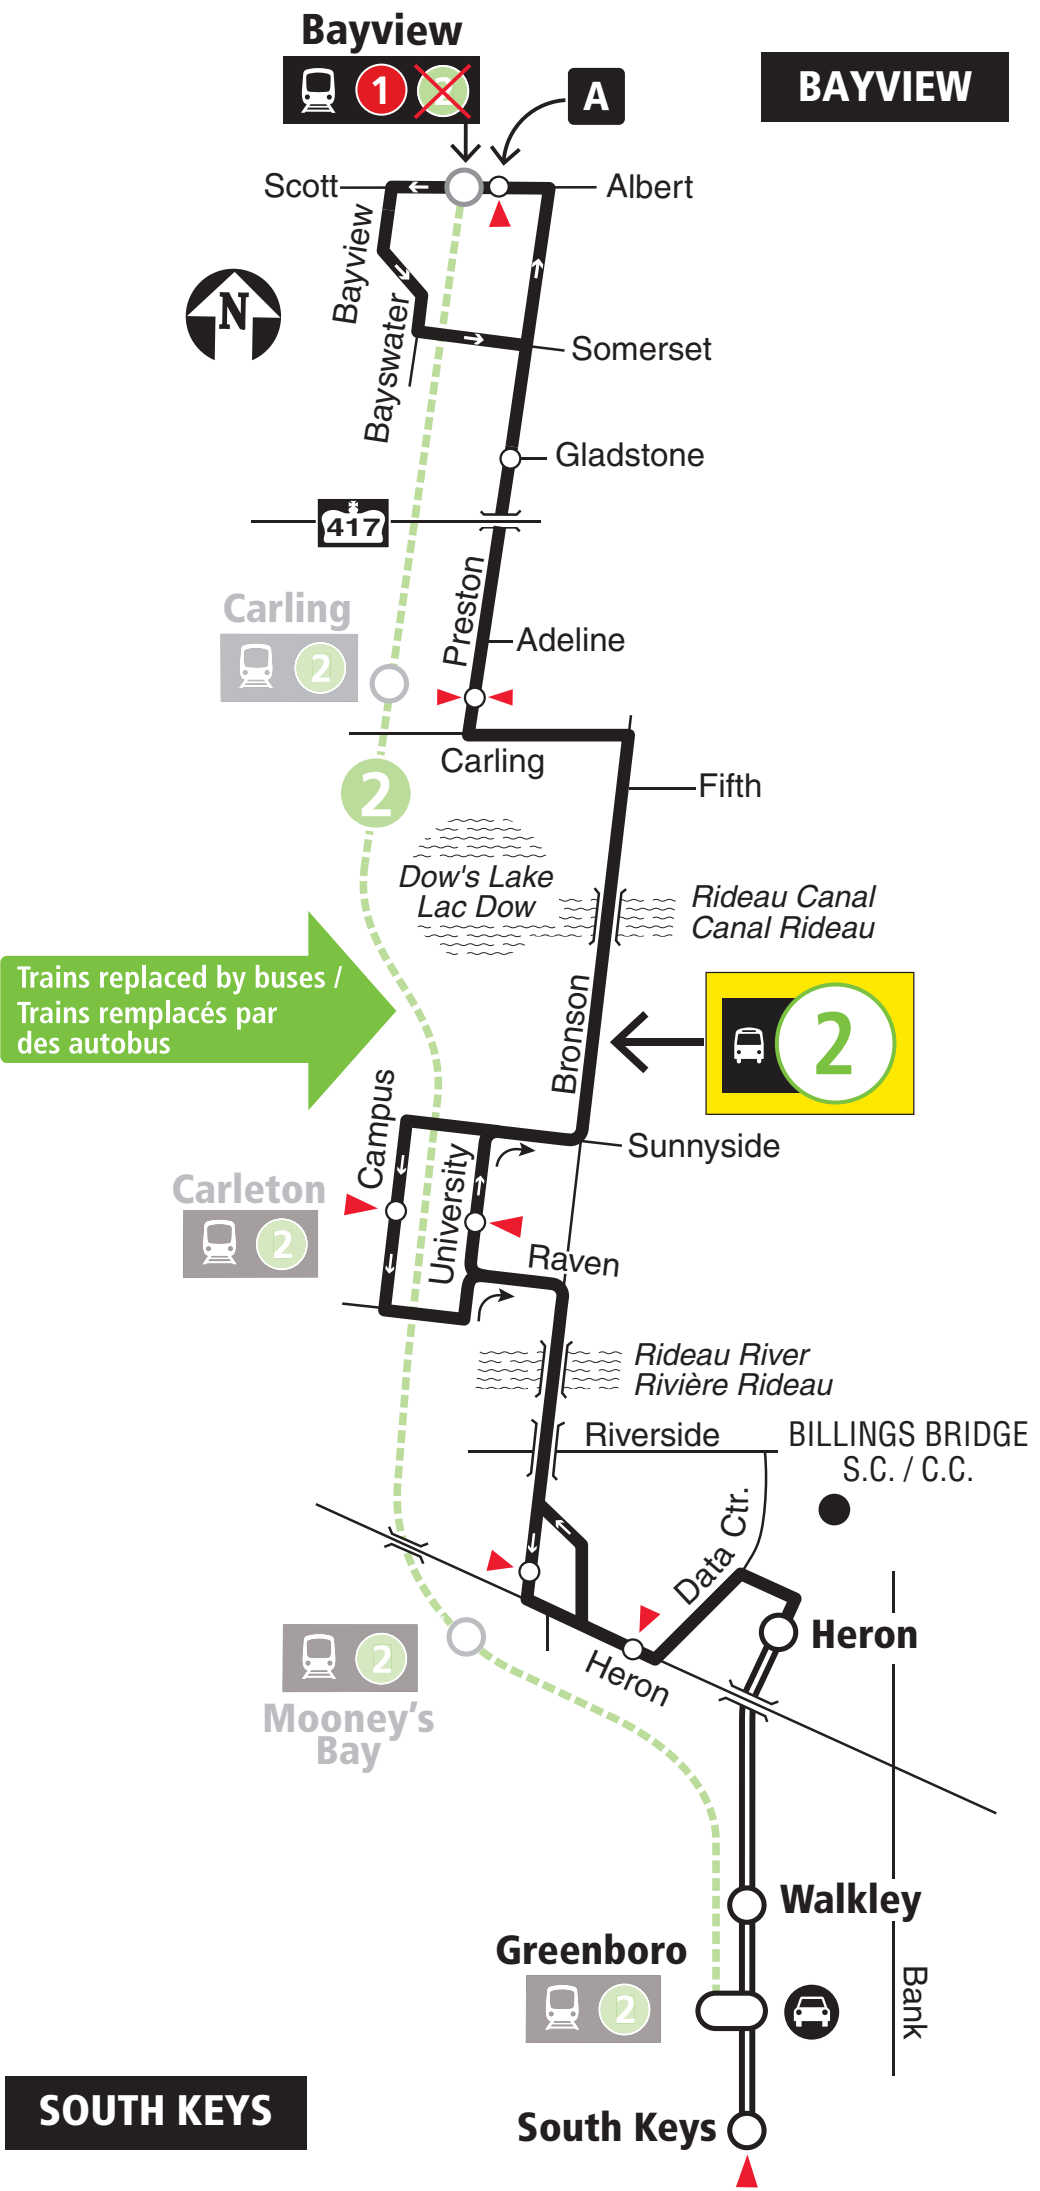 Bayview
1 2
A
BAYVIEW
Scott
Albert
Bayview
N
Bayswater
Somerset
Gladstone
417
Preston
Carling
2
Adeline
Carling
Fifth
2
Dow's Lake
Lac Dow
Rideau Canal
Canal Rideau
Trains replaced by buses /
Trains remplacés par
des autobus
Bronson
2
Campus
Sunnyside
University
Carleton
2
Raven
Rideau River
Rivière Rideau
Riverside
BILLINGS BRIDGE
S.C. / C.C.
Data Ctr.
Heron
2
Heron
Mooney's
Bay
Walkley
Greenboro
2
Bank
SOUTH KEYS
South Keys